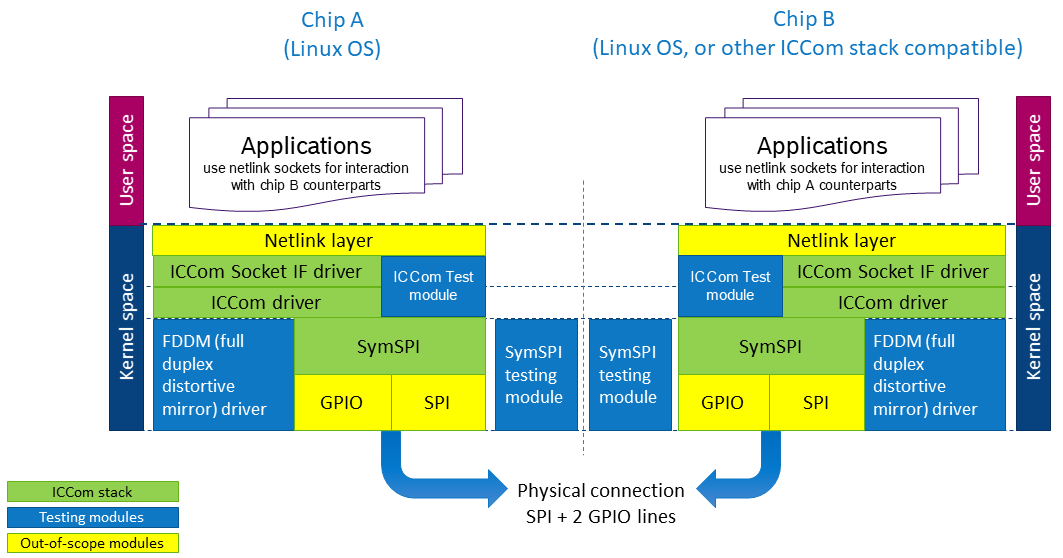 Chip A
(Linux OS)
Chip B
(Linux OS, or other ICCom stack compatible)
User space
Applications
use netlink sockets for interaction
with chip B counterparts
Applications
use netlink sockets for interaction
with chip A counterparts
User space
Kernel space
Netlink layer
ICCom Socket IF driver
ICCom Test
module
ICCom driver
FDDM (full
duplex
distortive
mirror) driver
SymSPI
GPIO
SPI
SymSPI
testing
module
SymSPI
testing
module
Netlink layer
ICCom Test
module
ICCom Socket IF driver
ICCom driver
SymSPI
GPIO
SPI
FDDM (full
duplex
distortive
mirror) driver
Kernel space
Physical connection
SPI + 2 GPIO lines
ICCom stack
Testing modules
Out-of-scope modules